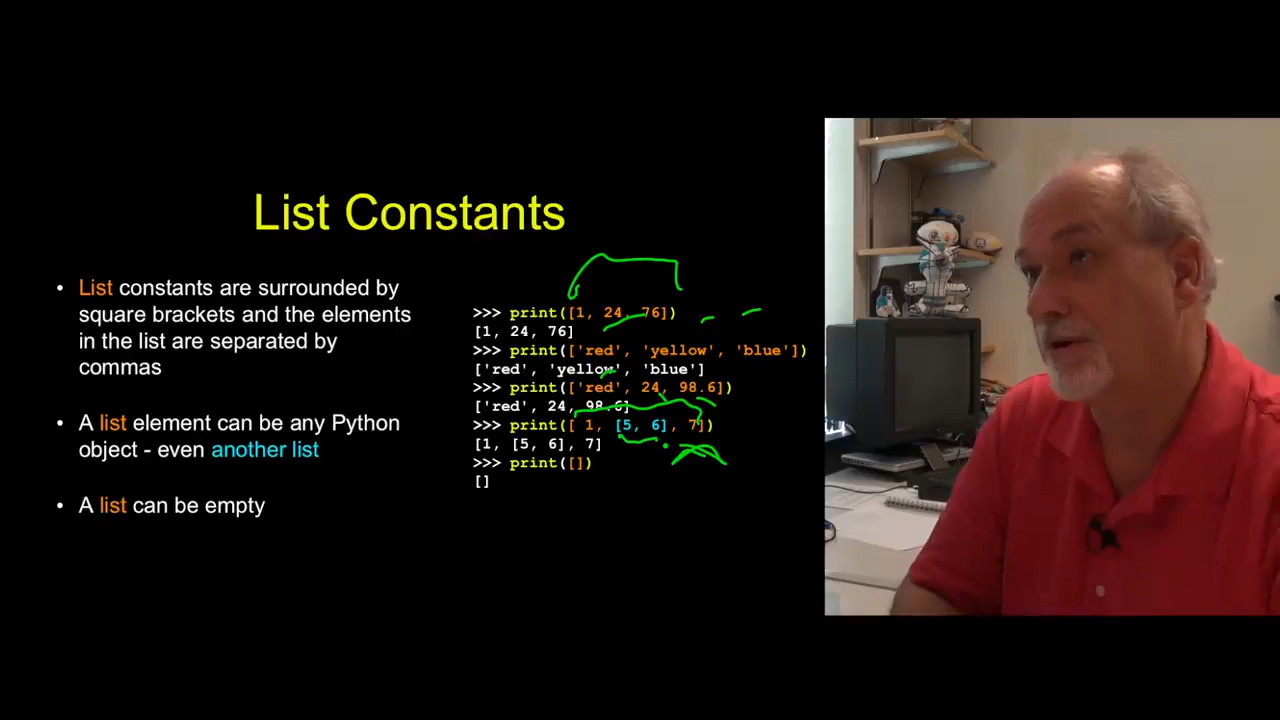 List Constants
• List constants are surrounded by
square brackets and the elements
in the list are separated by
commas
• A list element can be any Python
object - even another list
• A list can be empty
>>> print([1, 24, 76])
[1, 24, 76]
>>> print(['red', 'yellow', 'blue'])
['red', 'yellow', 'blue']
>>> print(['red', 24, 98.6])
['red', 24, 98.6]
>>> print([ 1, [5, 6], 7])
[1, [5, 6], 7]
>>> print([])
[]